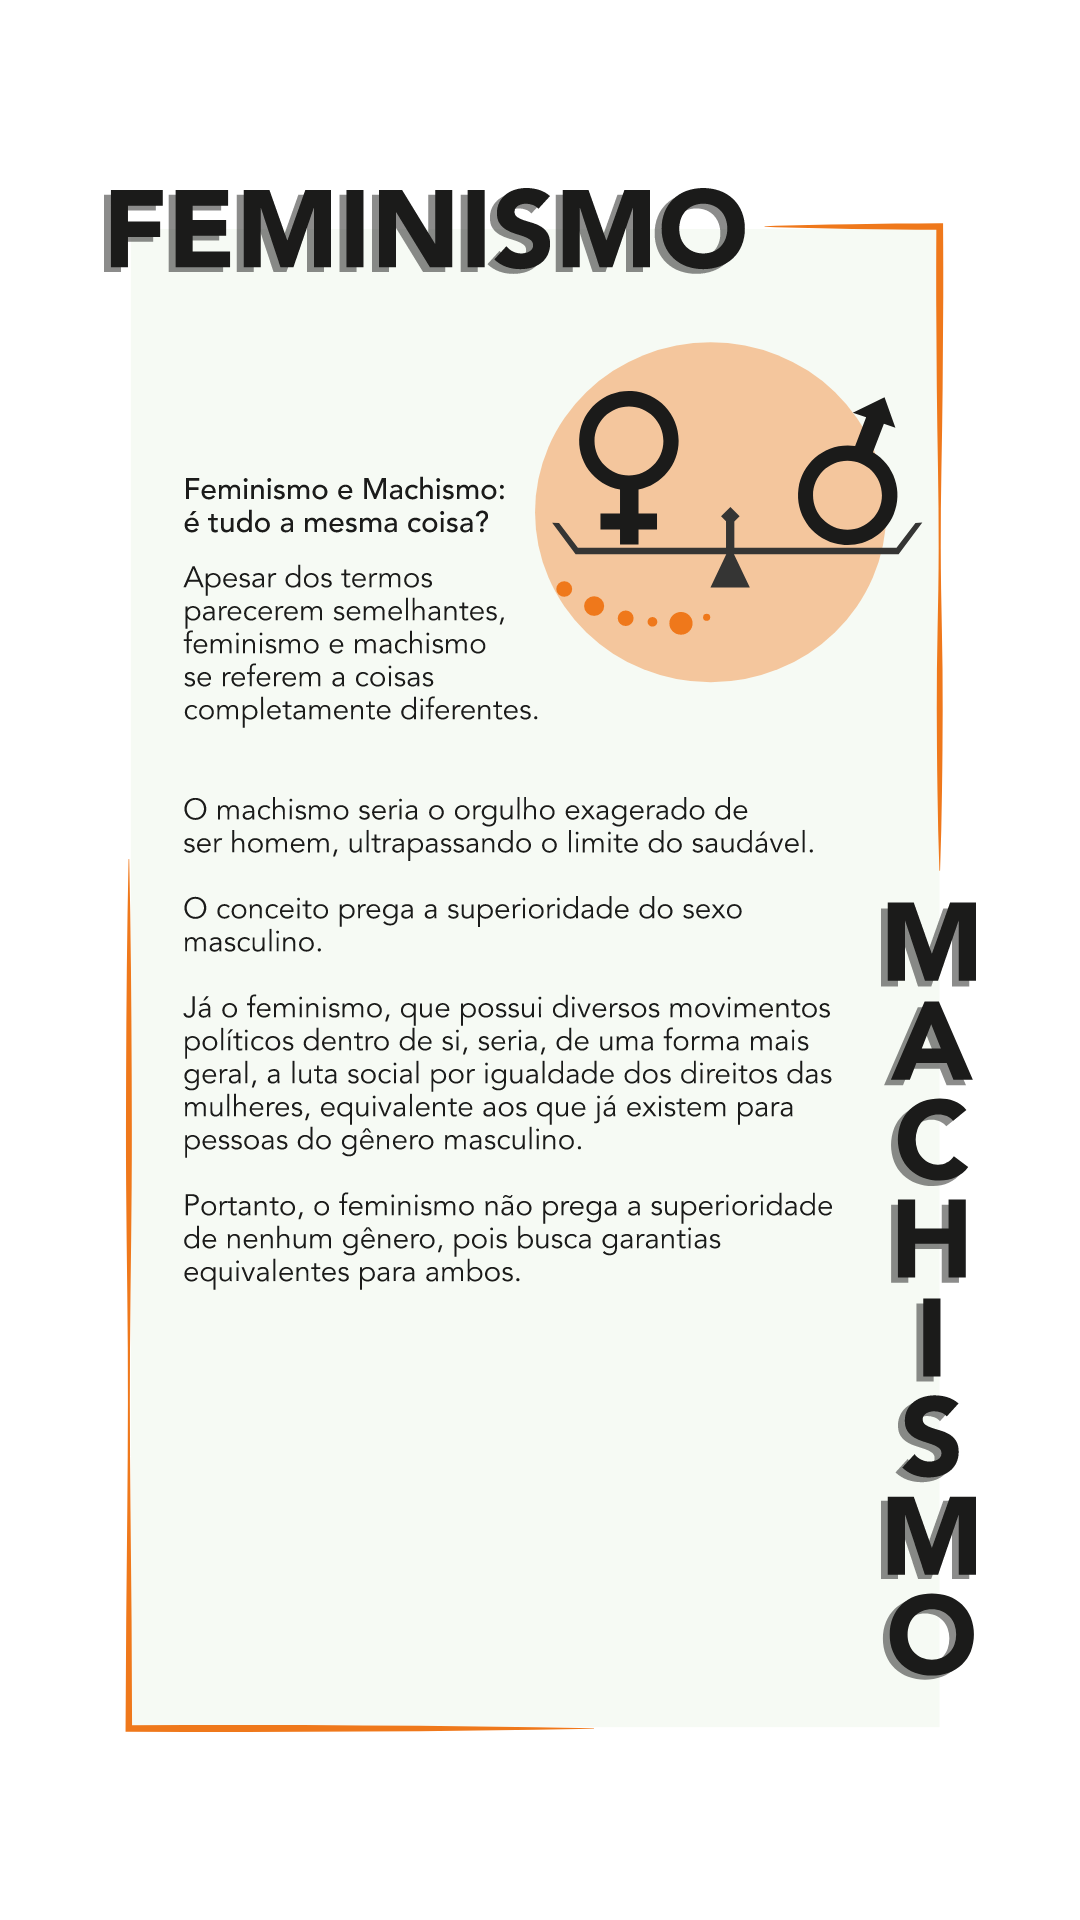 FEMINISMO
Feminismo e Machismo:
é tudo a mesma coisa?
Apesar dos termos
parecerem semelhantes,
feminismo e machismo
se referem a coisas
completamente diferentes.
O machismo seria o orgulho exagerado de
ser homem, ultrapassando o limite do saudável.
O conceito prega a superioridade do sexo
masculino.
Já o feminismo, que possui diversos movimentos
políticos dentro de si, seria, de uma forma mais
geral, a luta social por igualdade dos direitos das
mulheres, equivalente aos que já existem para
pessoas do gênero masculino.
Portanto, o feminismo não prega a superioridade
de nenhum gênero, pois busca garantias
equivalentes para ambos.
MACHISMO